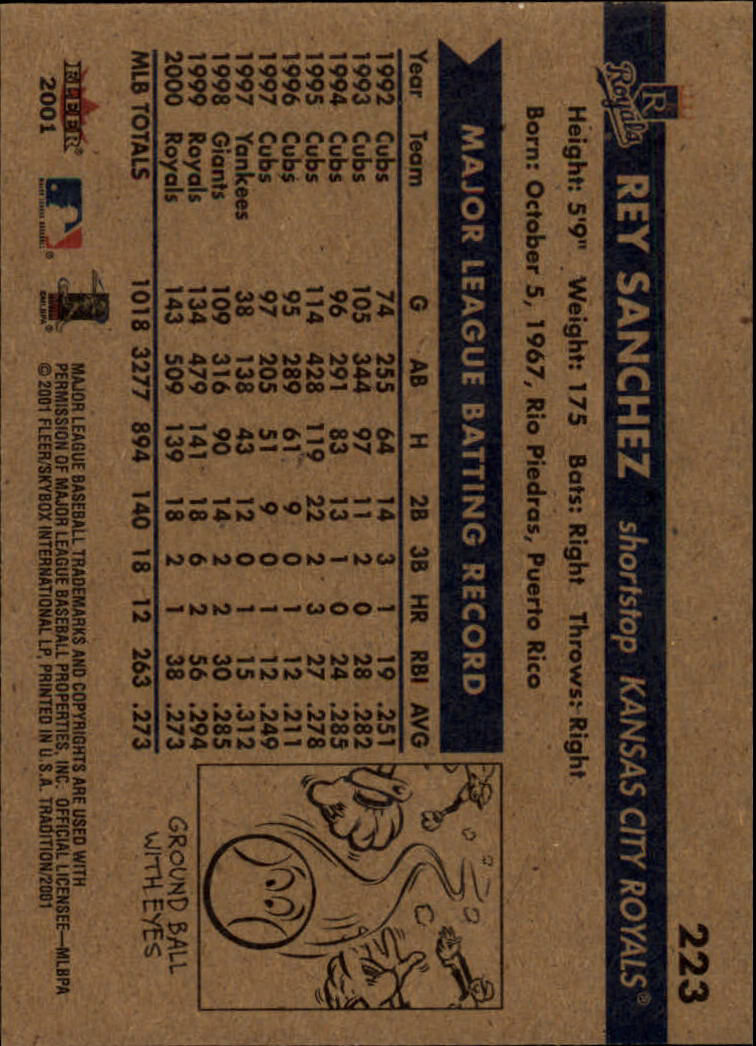 223
Royals
REY SANCHEZ shortstop KANSAS CITY ROYALS®
Height: 5'9" Weight: 175 Bats: Right Throws: Right
Born: October 5, 1967, Rio Piedras, Puerto Rico
MAJOR LEAGUE BATTING RECORD
Year Team G AB H 2B 3B HR RBI AVG
1992 Cubs 74 255 64 14 3 1 19 .251
1993 Cubs 105 344 97 11 2 0 28 .282
1994 Cubs 96 291 83 13 1 0 24 .285
1995 Cubs 114 428 119 22 2 3 27 .278
1996 Cubs 95 289 61 9 0 1 12 .211
1997 Cubs 97 205 51 9 0 1 12 .249
1997 Yankees 38 138 43 12 0 1 15 .312
1998 Giants 109 316 90 14 2 2 30 .285
1999 Royals 134 479 141 18 6 2 56 .294
2000 Royals 143 509 139 18 2 1 38 .273
MLB TOTALS 1018 3277 894 140 18 12 263 .273
GROUND BALL
WITH EYES
FLEER®
2001
MAJOR LEAGUE BASEBALL TRADEMARKS AND COPYRIGHTS ARE USED WITH
PERMISSION OF MAJOR LEAGUE BASEBALL PROPERTIES, INC. OFFICIAL LICENSEE—MLBPA
© 2001 FLEER/SKYBOX INTERNATIONAL LP, PRINTED IN U.S.A. TRADITION/2001